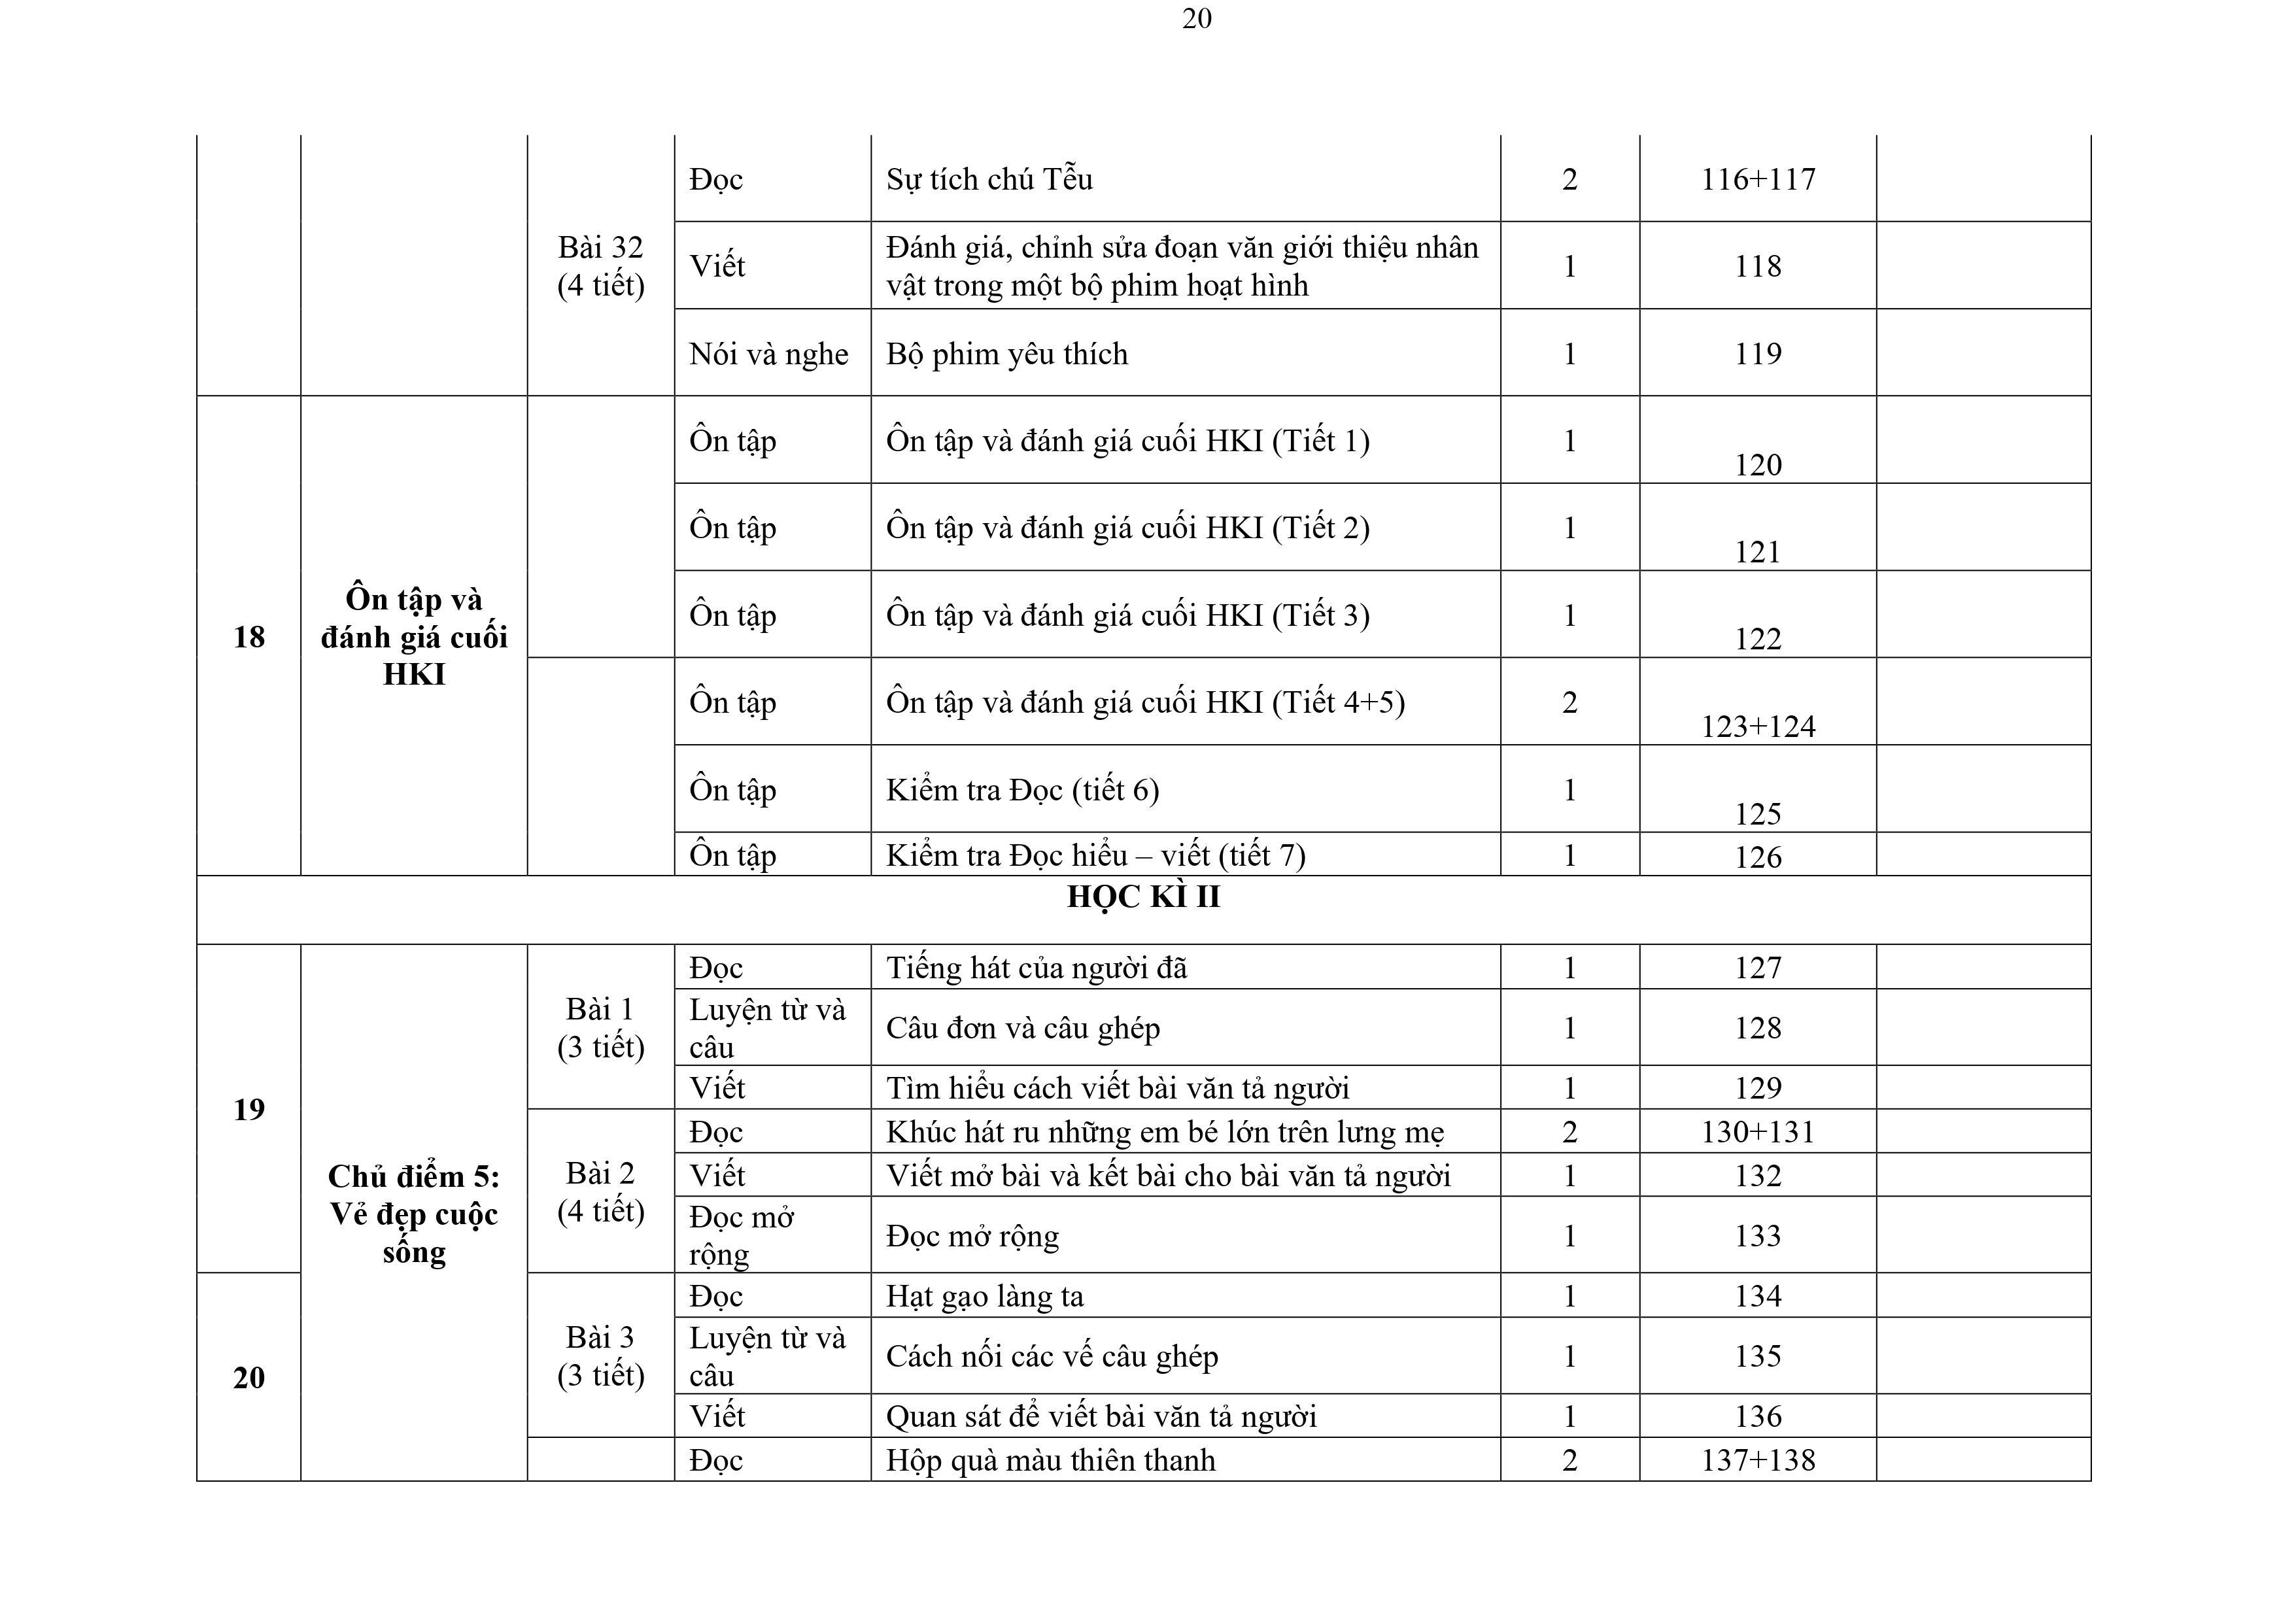 20
Đọc
Sự tích chú Tễu
2
116+117
Bài 32
(4 tiết)
Viết
Đánh giá, chỉnh sửa đoạn văn giới thiệu nhân
vật trong một bộ phim hoạt hình
1
118
Nói và nghe
Bộ phim yêu thích
1
119
18
Ôn tập và
đánh giá cuối
HKI
Ôn tập
Ôn tập và đánh giá cuối HKI (Tiết 1)
1
120
Ôn tập
Ôn tập và đánh giá cuối HKI (Tiết 2)
1
121
Ôn tập
Ôn tập và đánh giá cuối HKI (Tiết 3)
1
122
Ôn tập
Ôn tập và đánh giá cuối HKI (Tiết 4+5)
2
123+124
Ôn tập
Kiểm tra Đọc (tiết 6)
1
125
Ôn tập
Kiểm tra Đọc hiểu – viết (tiết 7)
1
126
HỌC KÌ II
19
Chủ điểm 5:
Vẻ đẹp cuộc
sống
Bài 1
(3 tiết)
Đọc
Tiếng hát của người đã
1
127
Luyện từ và
câu
Câu đơn và câu ghép
1
128
Viết
Tìm hiểu cách viết bài văn tả người
1
129
Bài 2
(4 tiết)
Đọc
Khúc hát ru những em bé lớn trên lưng mẹ
2
130+131
Viết
Viết mở bài và kết bài cho bài văn tả người
1
132
Đọc mở
rộng
Đọc mở rộng
1
133
20
Bài 3
(3 tiết)
Đọc
Hạt gạo làng ta
1
134
Luyện từ và
câu
Cách nối các vế câu ghép
1
135
Viết
Quan sát để viết bài văn tả người
1
136
Đọc
Hộp quà màu thiên thanh
2
137+138